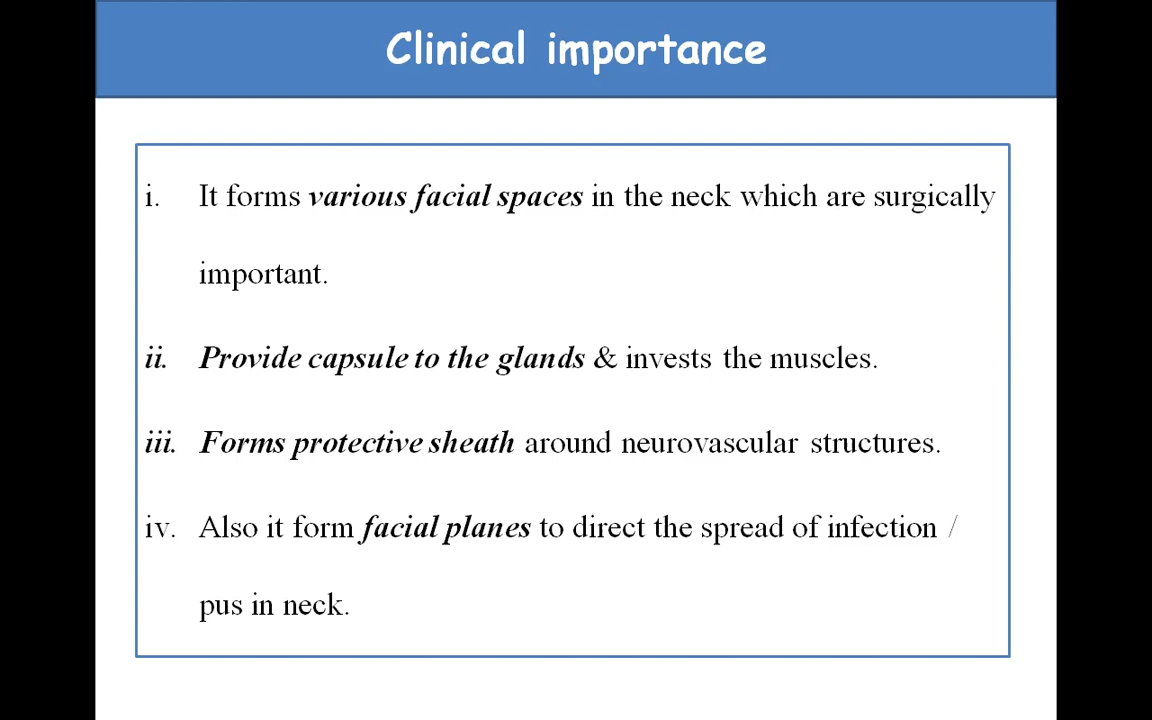 Clinical importance
i. It forms various facial spaces in the neck which are surgically
important.
ii. Provide capsule to the glands & invests the muscles.
iii. Forms protective sheath around neurovascular structures.
iv. Also it form facial planes to direct the spread of infection /
pus in neck.